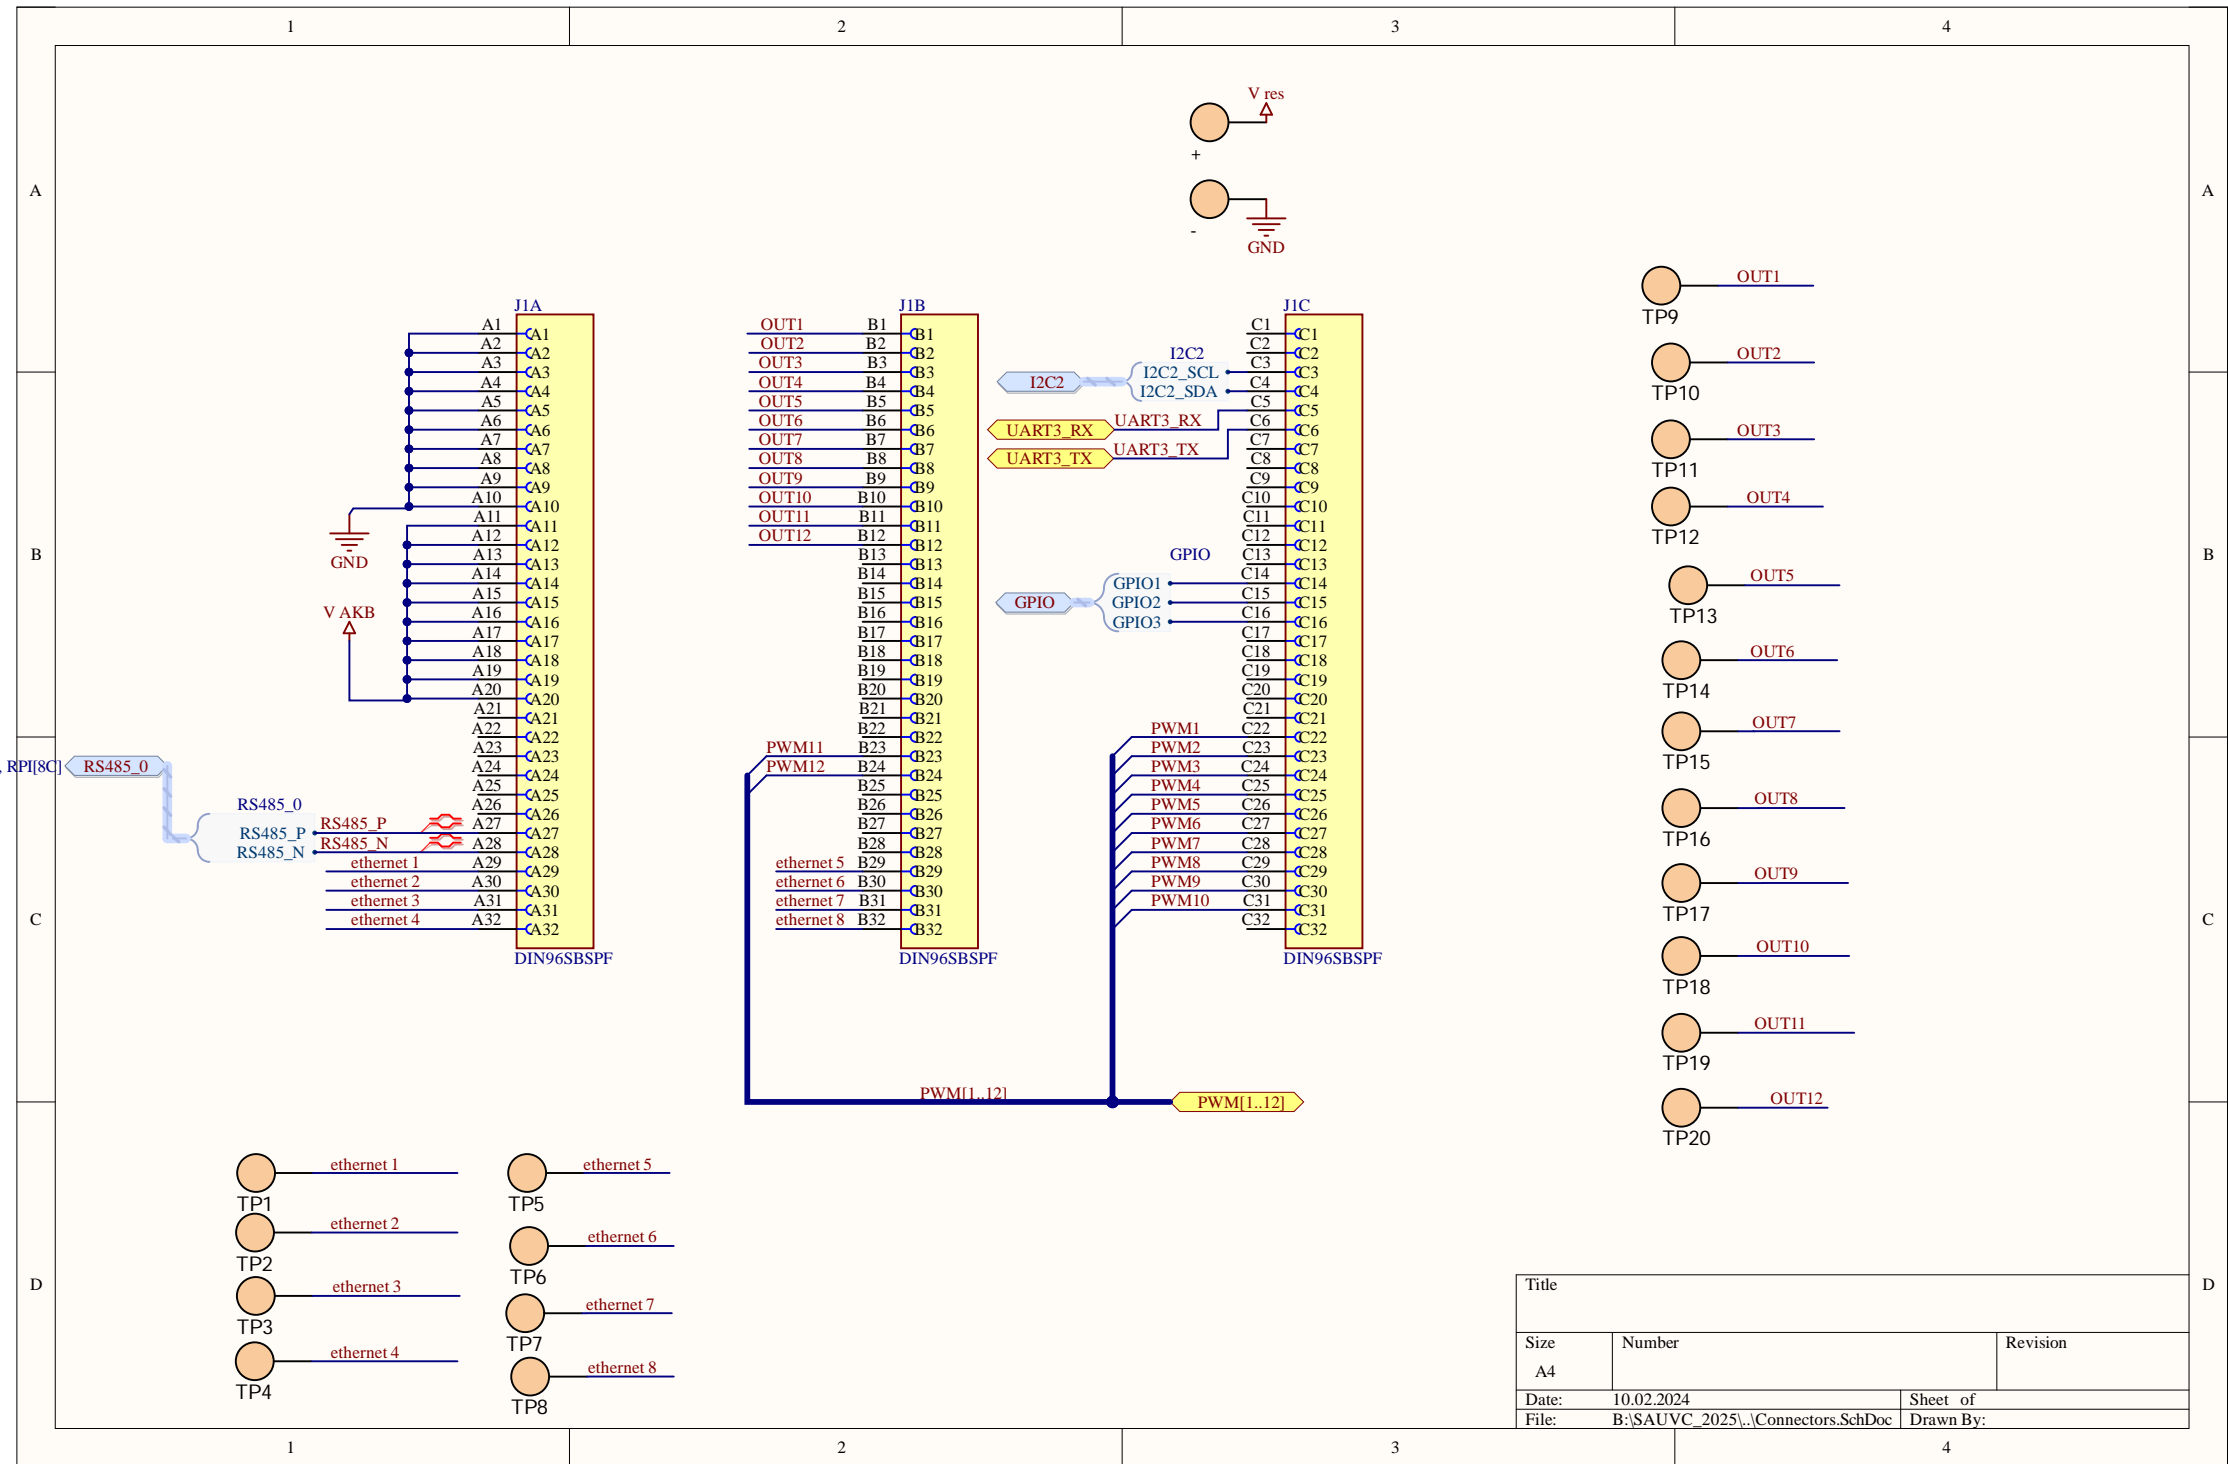 1 2 3 4
A A
B B
C C
D D
V res
+
-
GND
J1A
A1 A1
A2 A2
A3 A3
A4 A4
A5 A5
A6 A6
A7 A7
A8 A8
A9 A9
A10 A10
A11 A11
A12 A12
A13 A13
A14 A14
A15 A15
A16 A16
A17 A17
A18 A18
A19 A19
A20 A20
A21 A21
A22 A22
A23 A23
A24 A24
A25 A25
A26 A26
RS485_P A27 A27
RS485_N A28 A28
ethernet 1 A29 A29
ethernet 2 A30 A30
ethernet 3 A31 A31
ethernet 4 A32 A32
DIN96SBSPF
GND
V AKB
, RPI[8C] RS485_0
RS485_0
RS485_P
RS485_N
J1B
OUT1 B1 B1
OUT2 B2 B2
OUT3 B3 B3
OUT4 B4 B4
OUT5 B5 B5
OUT6 B6 B6
OUT7 B7 B7
OUT8 B8 B8
OUT9 B9 B9
OUT10 B10 B10
OUT11 B11 B11
OUT12 B12 B12
B13 B13
B14 B14
B15 B15
B16 B16
B17 B17
B18 B18
B19 B19
B20 B20
B21 B21
B22 B22
PWM11 B23 B23
PWM12 B24 B24
B25 B25
B26 B26
B27 B27
B28 B28
ethernet 5 B29 B29
ethernet 6 B30 B30
ethernet 7 B31 B31
ethernet 8 B32 B32
DIN96SBSPF
J1C
C1 C1
C2 C2
I2C2
I2C2
I2C2_SCL C3 C3
I2C2_SDA C4 C4
UART3_RX UART3_RX C5 C5
UART3_TX UART3_TX C6 C6
C7 C7
C8 C8
C9 C9
C10 C10
C11 C11
C12 C12
GPIO C13 C13
GPIO
GPIO1 C14 C14
GPIO2 C15 C15
GPIO3 C16 C16
C17 C17
C18 C18
C19 C19
C20 C20
C21 C21
PWM1 C22 C22
PWM2 C23 C23
PWM3 C24 C24
PWM4 C25 C25
PWM5 C26 C26
PWM6 C27 C27
PWM7 C28 C28
PWM8 C29 C29
PWM9 C30 C30
PWM10 C31 C31
C32 C32
DIN96SBSPF
PWM[1..12] PWM[1..12]
OUT1
TP9
OUT2
TP10
OUT3
TP11
OUT4
TP12
OUT5
TP13
OUT6
TP14
OUT7
TP15
OUT8
TP16
OUT9
TP17
OUT10
TP18
OUT11
TP19
OUT12
TP20
ethernet 1
TP1
ethernet 2
TP2
ethernet 3
TP3
ethernet 4
TP4
ethernet 5
TP5
ethernet 6
TP6
ethernet 7
TP7
ethernet 8
TP8
Title
Size Number Revision
A4
Date: 10.02.2024 Sheet of
File: B:\SAUVC_2025\..\Connectors.SchDoc Drawn By:
1 2 3 4